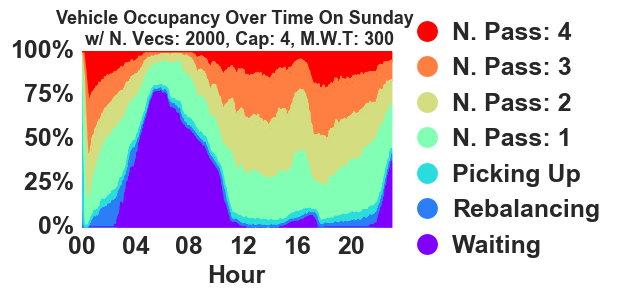 Vehicle Occupancy Over Time On Sunday
w/ N. Vecs: 2000, Cap: 4, M.W.T: 300
100%
75%
50%
25%
0%
00 04 08 12 16 20
Hour
N. Pass: 4
N. Pass: 3
N. Pass: 2
N. Pass: 1
Picking Up
Rebalancing
Waiting